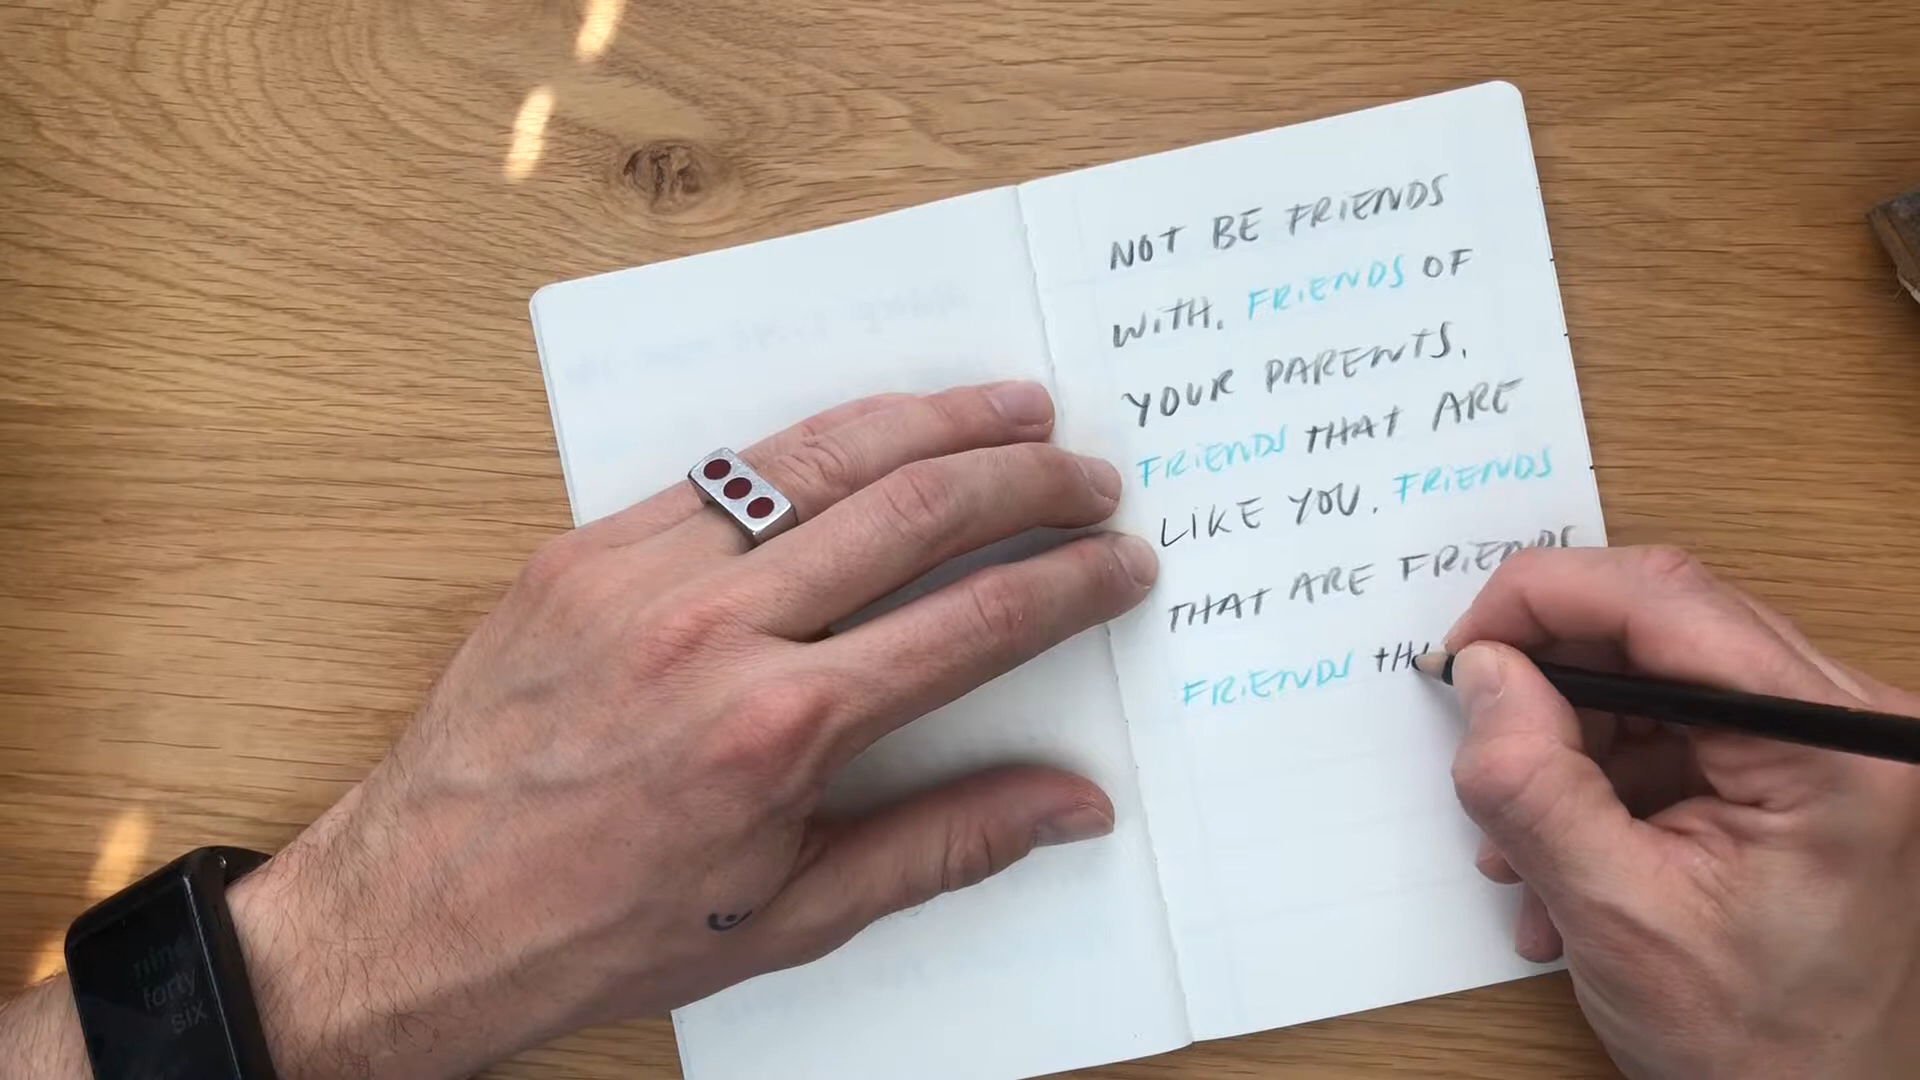 NOT BE FRIENDS
WITH. FRIENDS OF
YOUR PARENTS.
FRIENDS THAT ARE
LIKE YOU. FRIENDS
THAT ARE FRIENDS
FRIENDS
nine
forty
six